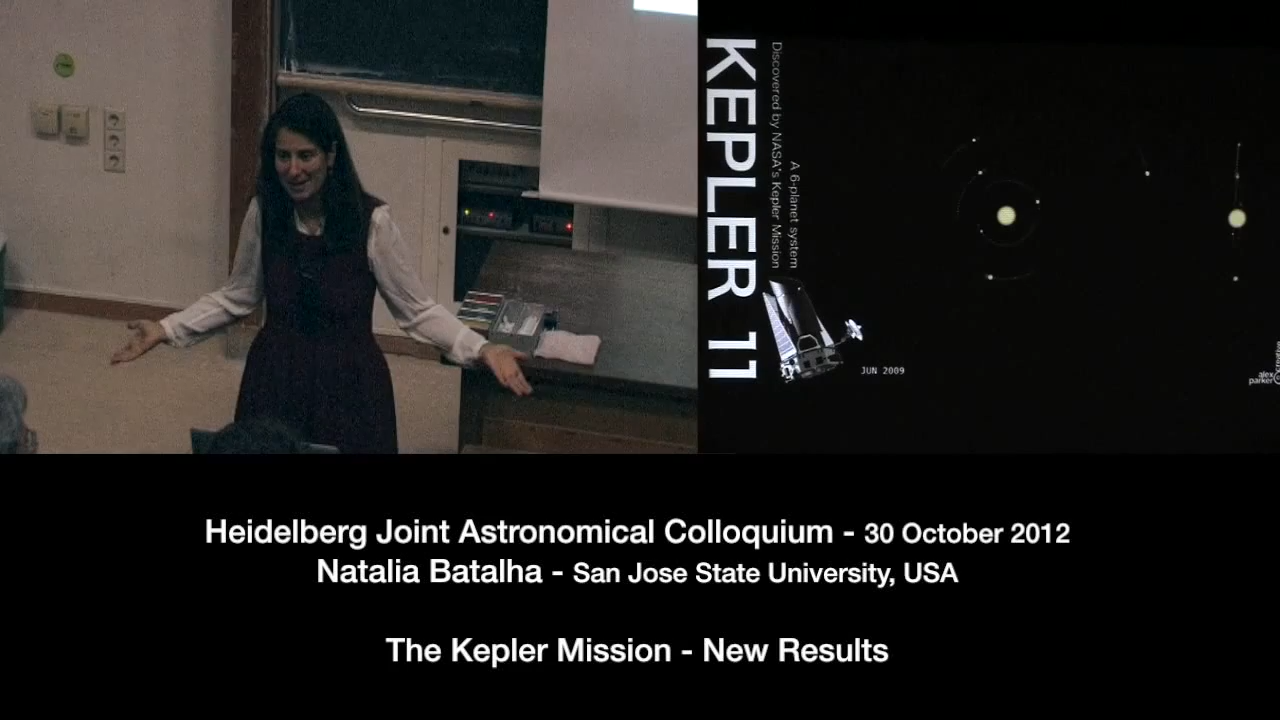 KEPLER 11
Discovered by NASA's Kepler Mission
A 6-planet system
JUN 2009
alex
parker
Heidelberg Joint Astronomical Colloquium - 30 October 2012
Natalia Batalha - San Jose State University, USA
The Kepler Mission - New Results